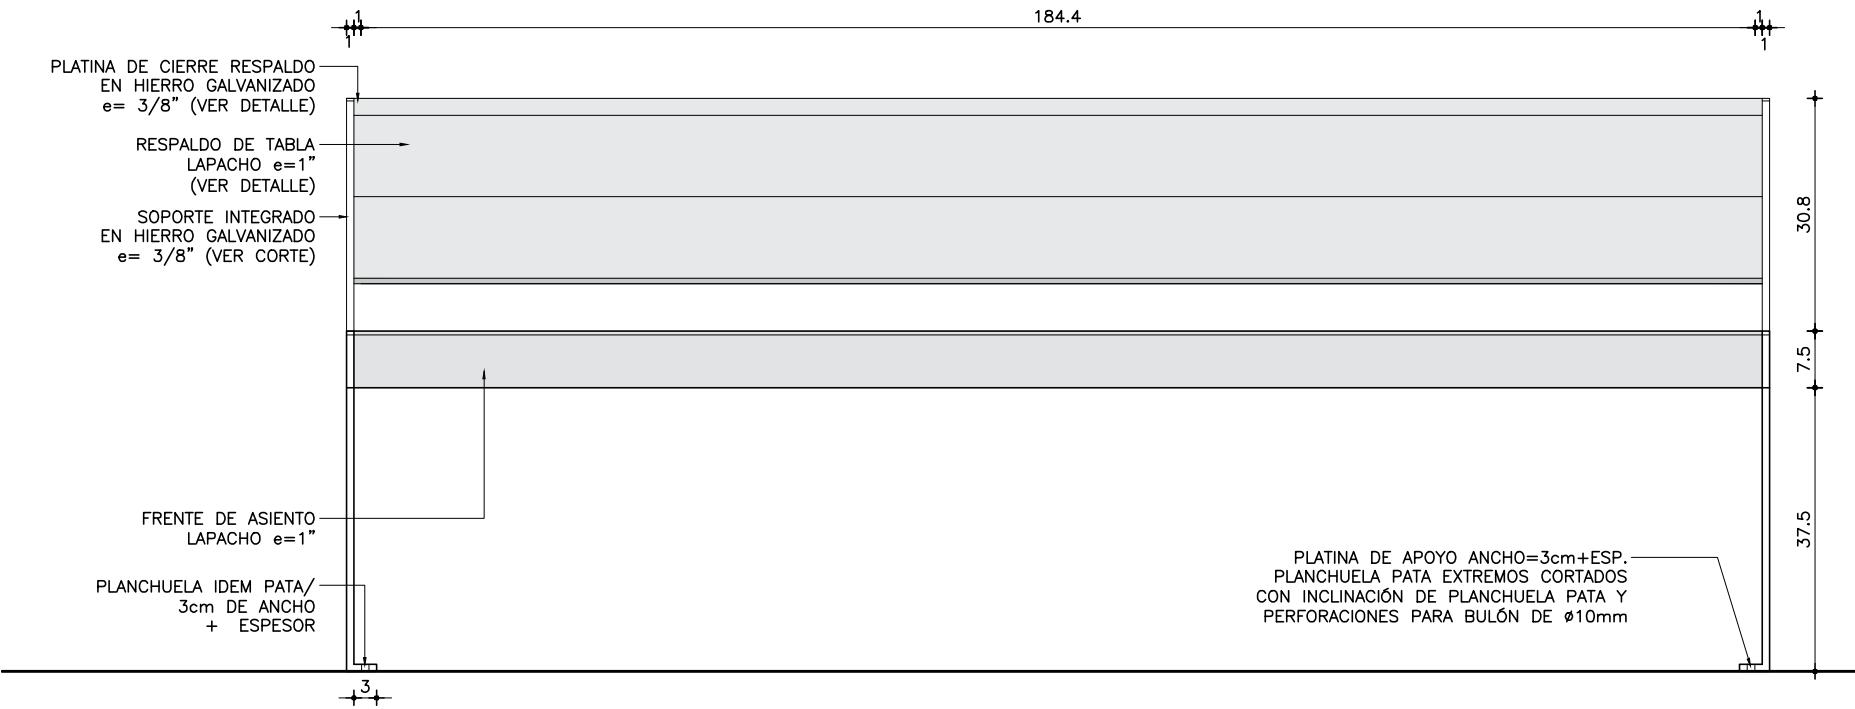 1
184.4
1
1
1
PLATINA DE CIERRE RESPALDO
EN HIERRO GALVANIZADO
e= 3/8” (VER DETALLE)
RESPALDO DE TABLA
LAPACHO e=1”
(VER DETALLE)
SOPORTE INTEGRADO
EN HIERRO GALVANIZADO
e= 3/8” (VER CORTE)
30.8
7.5
37.5
FRENTE DE ASIENTO
LAPACHO e=1”
PLANCHUELA IDEM PATA/
3cm DE ANCHO
+ ESPESOR
PLATINA DE APOYO ANCHO=3cm+ESP.
PLANCHUELA PATA EXTREMOS CORTADOS
CON INCLINACIÓN DE PLANCHUELA PATA Y
PERFORACIONES PARA BULÓN DE ø10mm
3